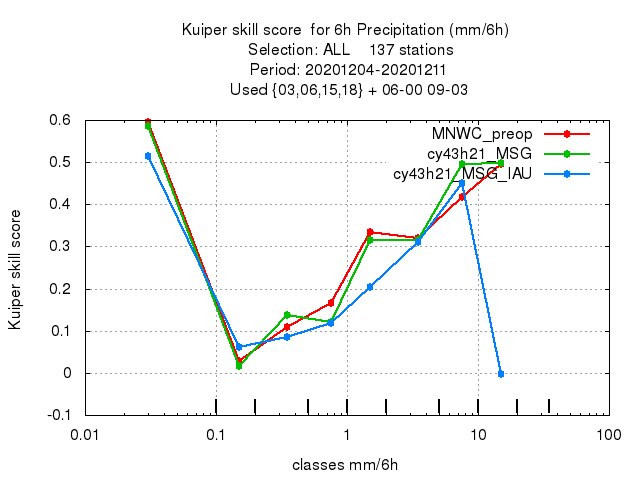 Kuiper skill score  for 6h Precipitation (mm/6h)
Selection: ALL    137 stations
Period: 20201204-20201211
Used {03,06,15,18} + 06-00 09-03
MNWC_preop
cy43h21_MSG
cy43h21_MSG_IAU
Kuiper skill score
0.6
0.5
0.4
0.3
0.2
0.1
0
-0.1
0.01 0.1 1 10 100
classes mm/6h